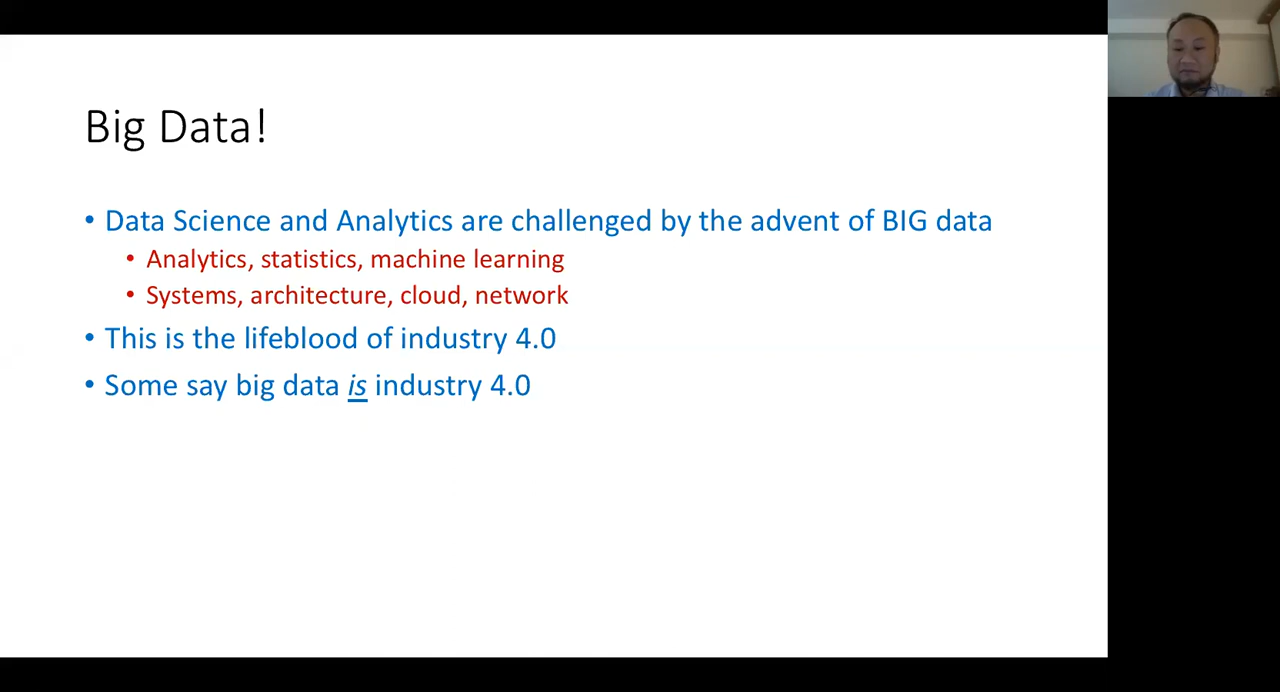 Big Data!
• Data Science and Analytics are challenged by the advent of BIG data
• Analytics, statistics, machine learning
• Systems, architecture, cloud, network
• This is the lifeblood of industry 4.0
• Some say big data is industry 4.0